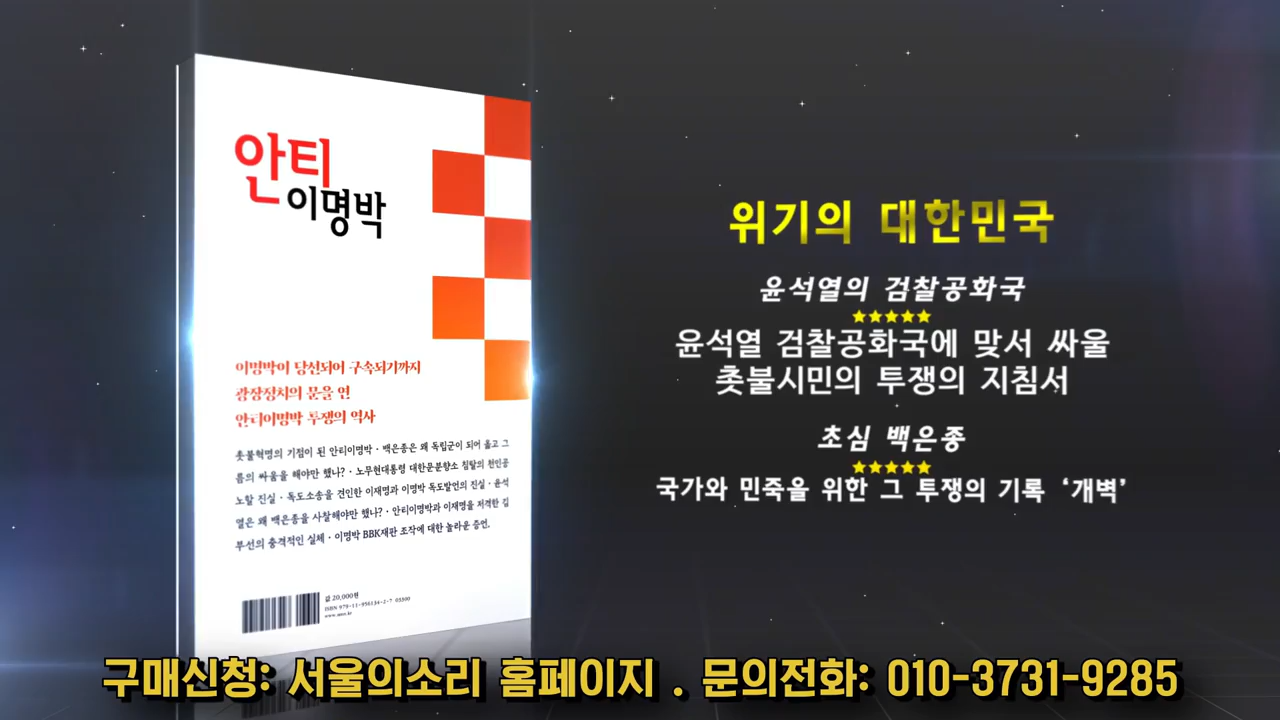 안티
이명박
이명박이 당선되어 구속되기까지
광장정치의 문을 연
안티이명박 투쟁의 역사
촛불혁명의 기점이 된 안티이명박 · 백은종은 왜 독립군이 되어 홀고 그
름의 싸움을 해야만 했나? · 노무현대통령 대한문분향소 침탈의 천인공
노할 진실 · 독도소송을 견인한 이재명과 이명박 독도발언의 진실 · 윤석
열은 왜 백은종을 사찰해야만 했나? · 안티이명박과 이재명을 저격한 김
부선의 충격적인 실체 · 이명박 BBK재판 조작에 대한 놀라운 증언.
값 20,000원
ISBN 979-11-956134-2-7 03300
위기의 대한민국
윤석열의 검찰공화국
★★★★★
윤석열 검찰공화국에 맞서 싸울
촛불시민의 투쟁의 지침서
초심 백은종
★★★★★
국가와 민족을 위한 그 투쟁의 기록 ‘개벽’
구매신청: 서울의소리 홈페이지 . 문의전화: 010-3731-9285